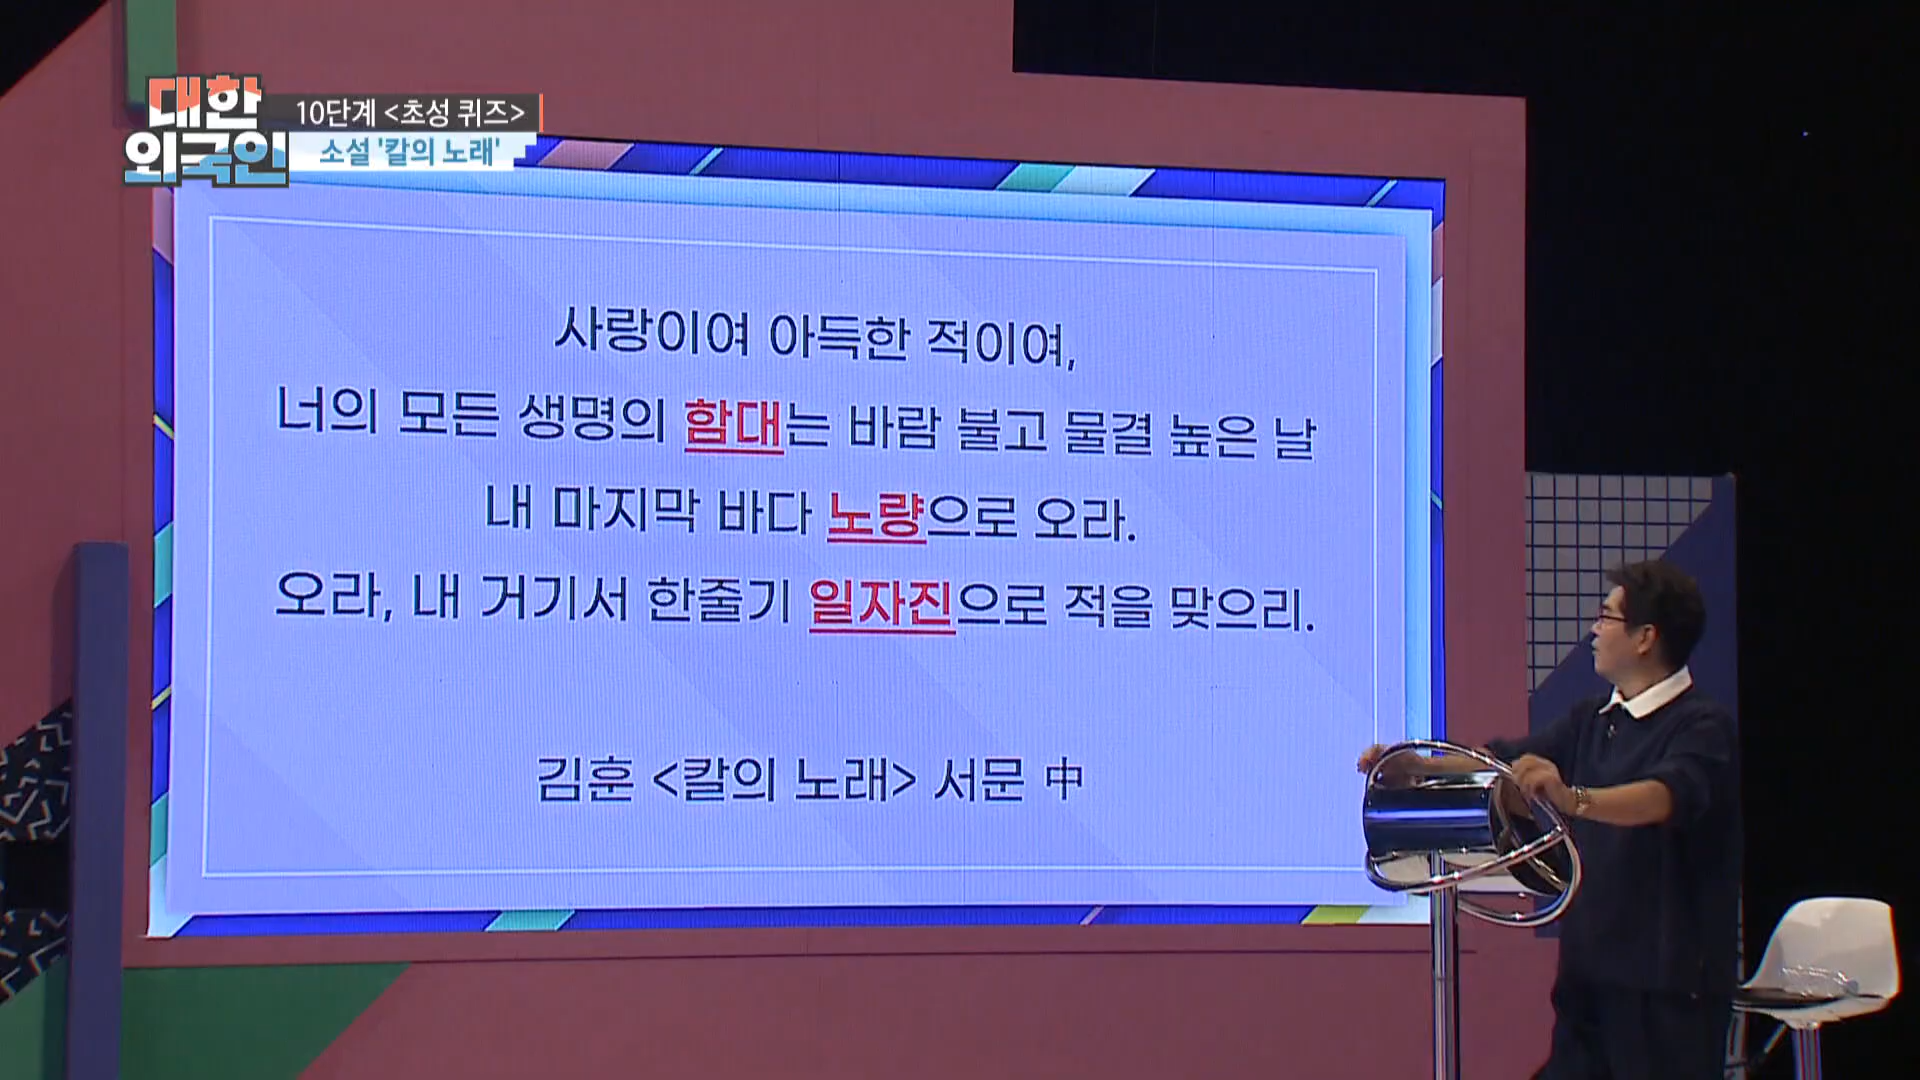 대한
외국인
10단계 <초성 퀴즈>
소설 '칼의 노래'
사랑이여 아득한 적이여,
너의 모든 생명의 함대는 바람 불고 물결 높은 날
내 마지막 바다 노량으로 오라.
오라, 내 거기서 한줄기 일자진으로 적을 맞으리.
김훈 <칼의 노래> 서문 中